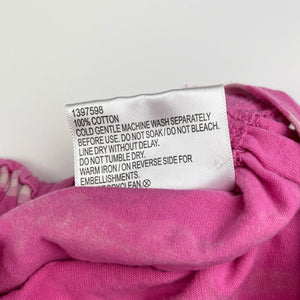 1397598
100% COTTON
COLD GENTLE MACHINE WASH SEPARATELY
BEFORE USE. DO NOT SOAK / DO NOT BLEACH.
LINE DRY WITHOUT DELAY.
DO NOT TUMBLE DRY.
WARM IRON / ON REVERSE SIDE FOR
EMBELLISHMENTS.
DRYCLEAN.